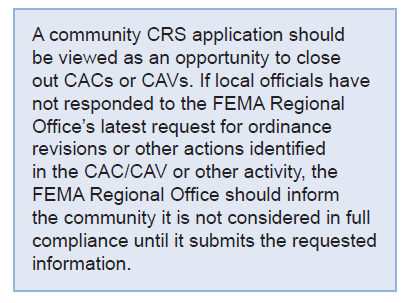 A community CRS application should
be viewed as an opportunity to close
out CACs or CAVs. If local officials have
not responded to the FEMA Regional
Office’s latest request for ordinance
revisions or other actions identified
in the CAC/CAV or other activity, the
FEMA Regional Office should inform
the community it is not considered in full
compliance until it submits the requested
information.